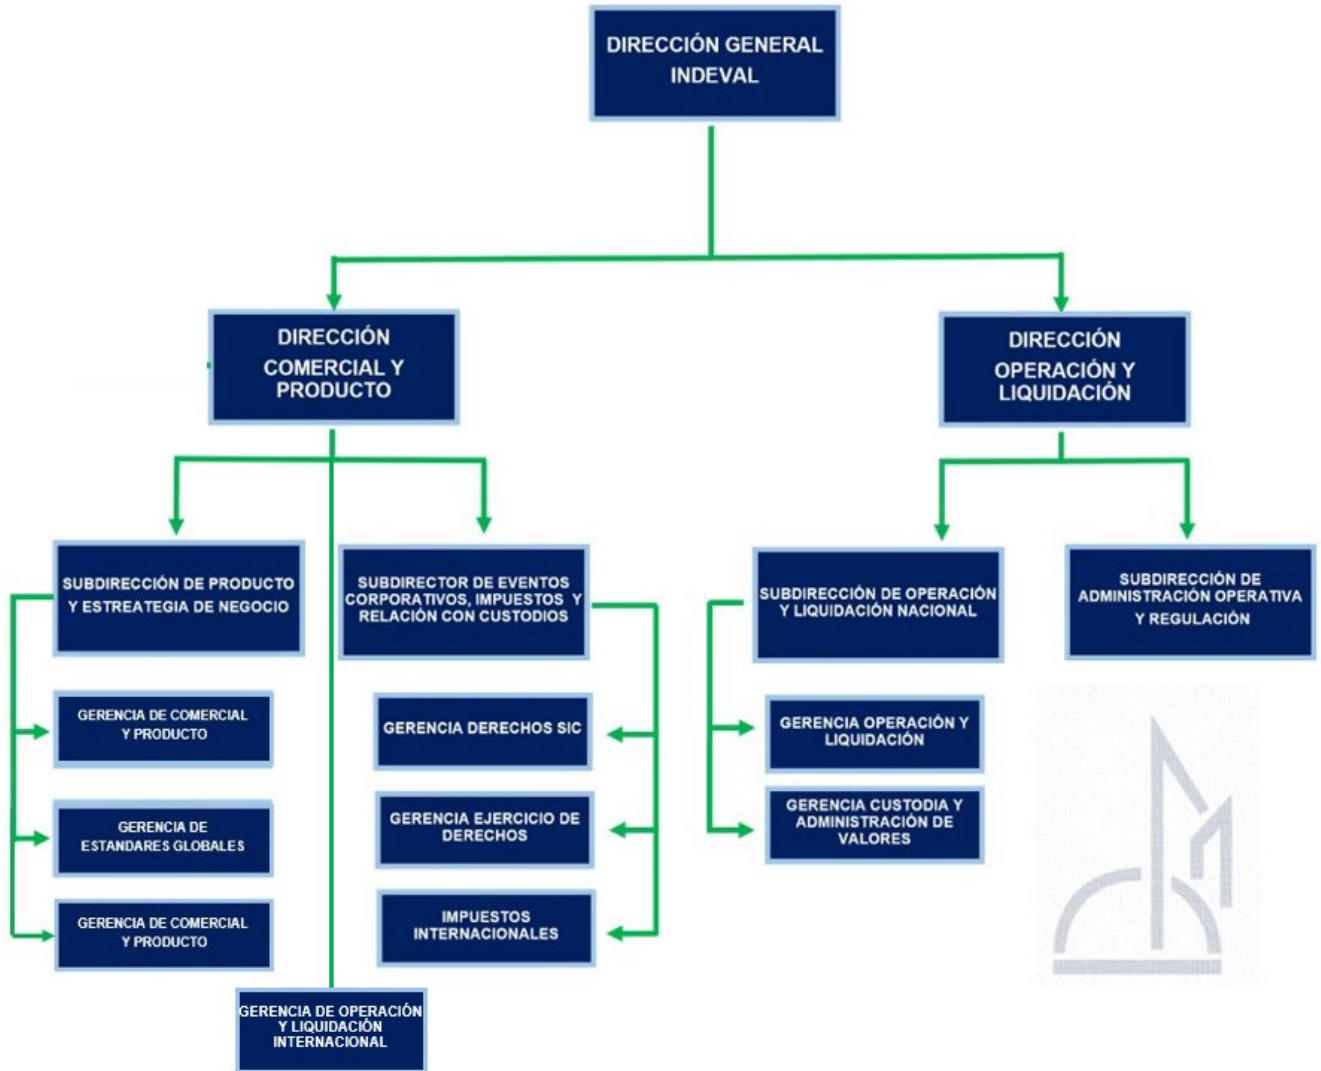 DIRECCIÓN GENERAL
INDEVAL
DIRECCIÓN
COMERCIAL Y
PRODUCTO
DIRECCIÓN
OPERACIÓN Y
LIQUIDACIÓN
SUBDIRECCIÓN DE PRODUCTO
Y ESTREATEGIA DE NEGOCIO
SUBDIRECTOR DE EVENTOS
CORPORATIVOS, IMPUESTOS Y
RELACIÓN CON CUSTODIOS
SUBDIRECCIÓN DE OPERACIÓN
Y LIQUIDACIÓN NACIONAL
SUBDIRECCIÓN DE
ADMINISTRACIÓN OPERATIVA
Y REGULACIÓN
GERENCIA DE COMERCIAL
Y PRODUCTO
GERENCIA DE
ESTANDARES GLOBALES
GERENCIA DE COMERCIAL
Y PRODUCTO
GERENCIA DERECHOS SIC
GERENCIA EJERCICIO DE
DERECHOS
IMPUESTOS
INTERNACIONALES
GERENCIA OPERACIÓN Y
LIQUIDACIÓN
GERENCIA CUSTODIA Y
ADMINISTRACIÓN DE
VALORES
GERENCIA DE OPERACIÓN
Y LIQUIDACIÓN
INTERNACIONAL